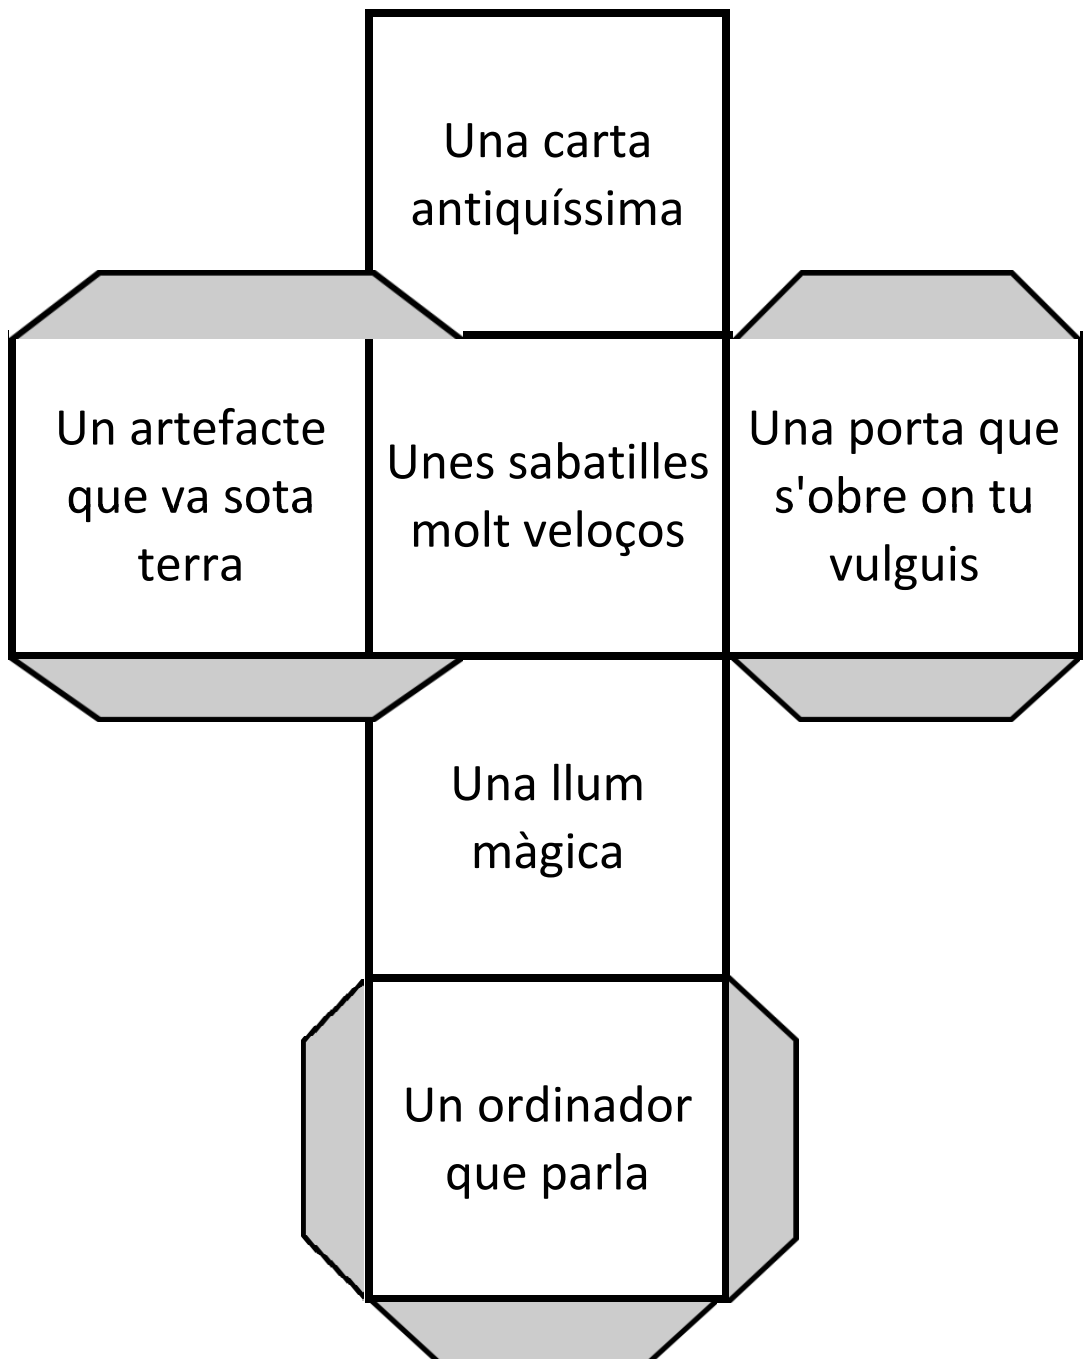 Una carta
antiquíssima
Un artefacte
que va sota
terra
Unes sabatilles
molt veloços
Una porta que
s'obre on tu
vulguis
Una llum
màgica
Un ordinador
que parla